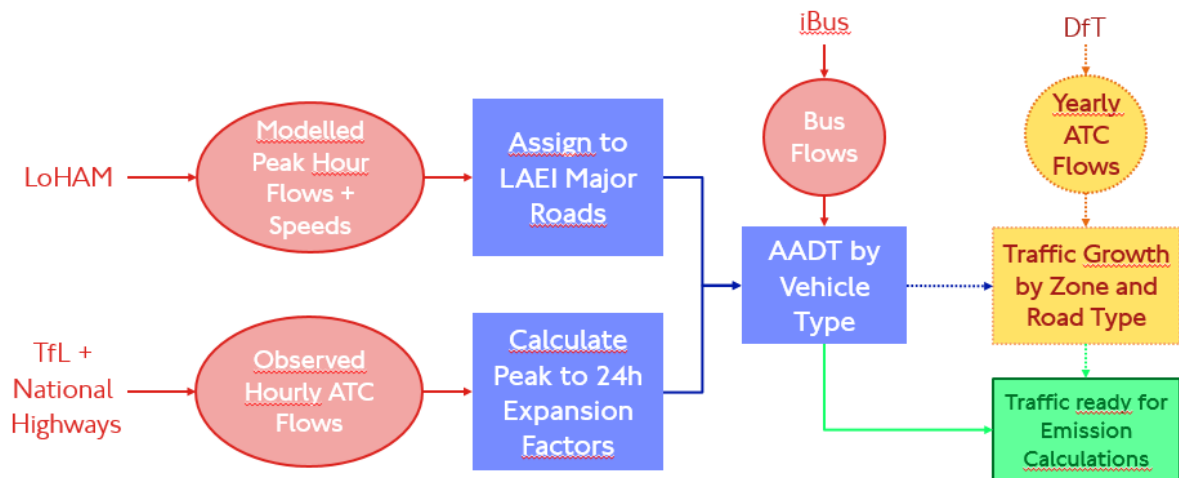 iBus
DfT
LoHAM
Modelled
Peak Hour
Flows +
Speeds
Assign to
LAEI Major
Roads
Bus
Flows
Yearly
ATC
Flows
AADT by
Vehicle
Type
Traffic Growth
by Zone and
Road Type
TfL +
National
Highways
Observed
Hourly ATC
Flows
Calculate
Peak to 24h
Expansion
Factors
Traffic ready for
Emission
Calculations